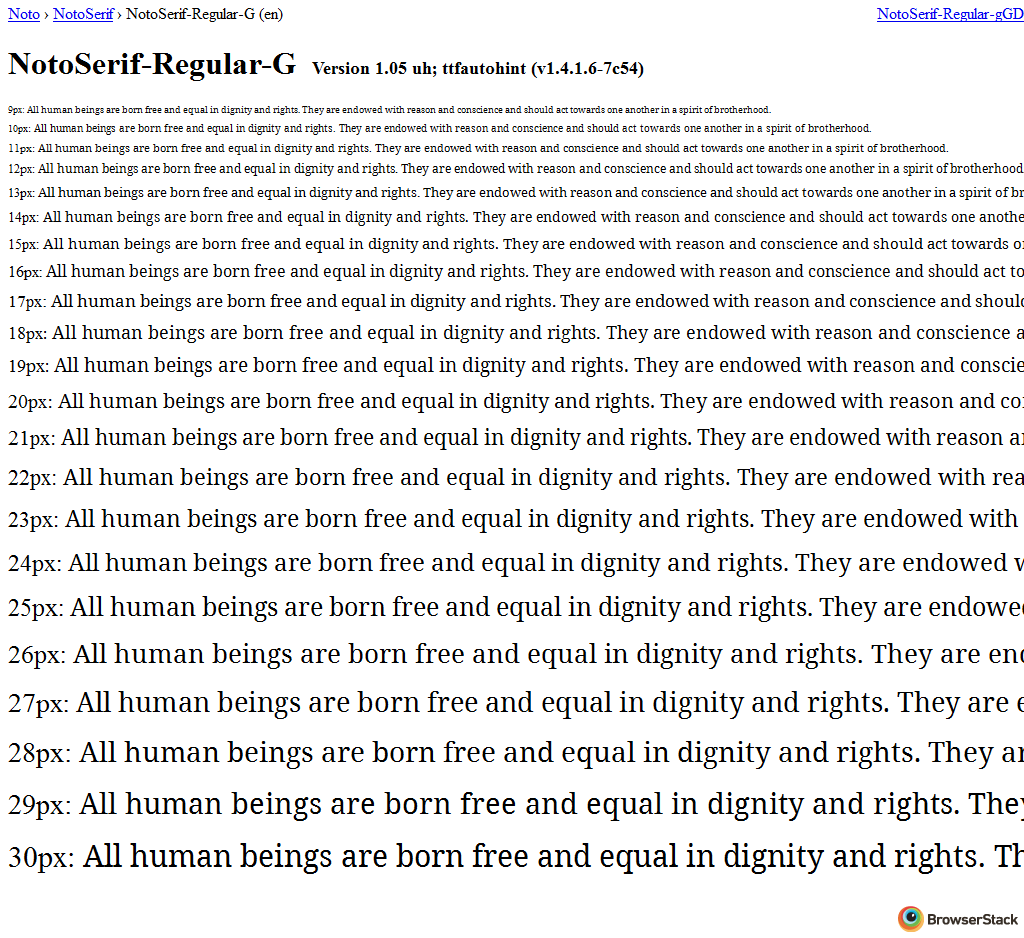 Noto › NotoSerif › NotoSerif-Regular-G (en) NotoSerif-Regular-gGD
NotoSerif-Regular-G Version 1.05 uh; ttfautohint (v1.4.1.6-7c54)
9px: All human beings are born free and equal in dignity and rights. They are endowed with reason and conscience and should act towards one another in a spirit of brotherhood.
10px: All human beings are born free and equal in dignity and rights. They are endowed with reason and conscience and should act towards one another in a spirit of brotherhood.
11px: All human beings are born free and equal in dignity and rights. They are endowed with reason and conscience and should act towards one another in a spirit of brotherhood.
12px: All human beings are born free and equal in dignity and rights. They are endowed with reason and conscience and should act towards one another in a spirit of brotherhood
13px: All human beings are born free and equal in dignity and rights. They are endowed with reason and conscience and should act towards one another in a spirit of br
14px: All human beings are born free and equal in dignity and rights. They are endowed with reason and conscience and should act towards one anothe
15px: All human beings are born free and equal in dignity and rights. They are endowed with reason and conscience and should act towards o
16px: All human beings are born free and equal in dignity and rights. They are endowed with reason and conscience and should act to
17px: All human beings are born free and equal in dignity and rights. They are endowed with reason and conscience and should
18px: All human beings are born free and equal in dignity and rights. They are endowed with reason and conscience a
19px: All human beings are born free and equal in dignity and rights. They are endowed with reason and conscie
20px: All human beings are born free and equal in dignity and rights. They are endowed with reason and co
21px: All human beings are born free and equal in dignity and rights. They are endowed with reason a
22px: All human beings are born free and equal in dignity and rights. They are endowed with rea
23px: All human beings are born free and equal in dignity and rights. They are endowed with
24px: All human beings are born free and equal in dignity and rights. They are endowed w
25px: All human beings are born free and equal in dignity and rights. They are endowe
26px: All human beings are born free and equal in dignity and rights. They are end
27px: All human beings are born free and equal in dignity and rights. They are e
28px: All human beings are born free and equal in dignity and rights. They ar
29px: All human beings are born free and equal in dignity and rights. They
30px: All human beings are born free and equal in dignity and rights. Th
BrowserStack